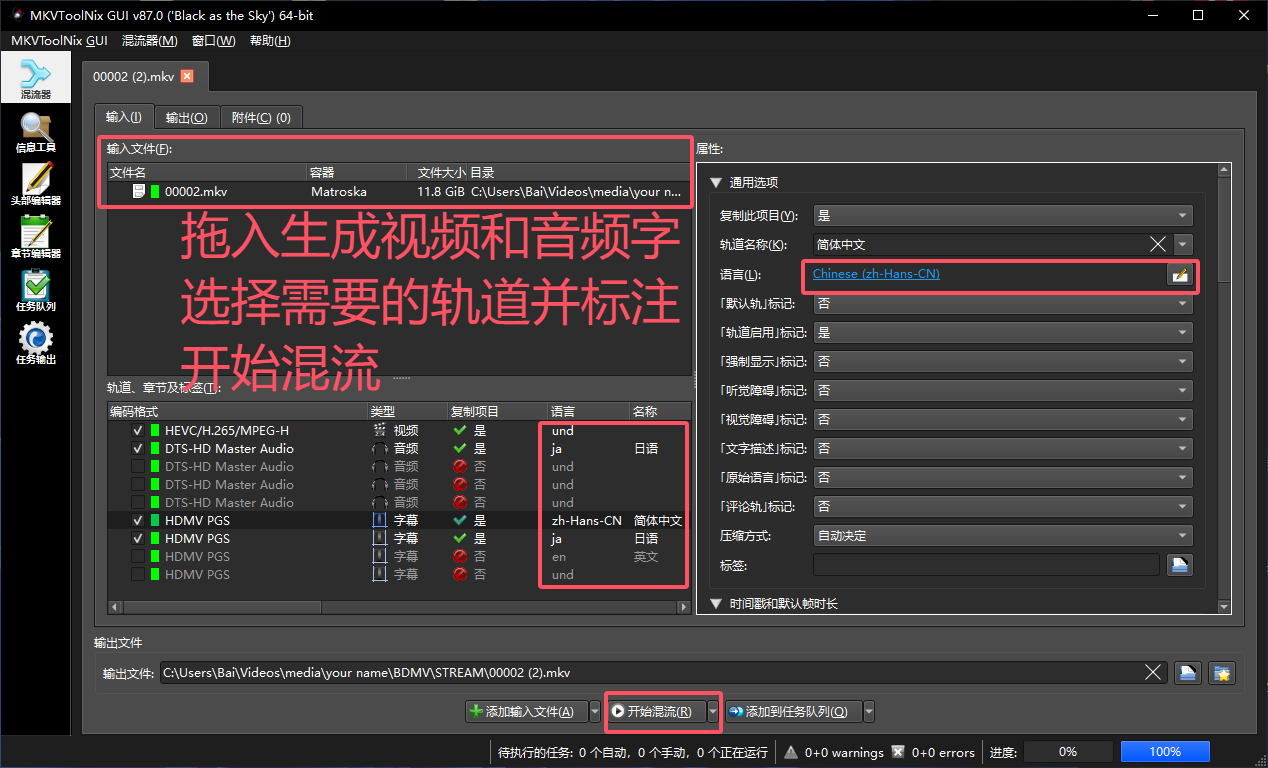 MKVToolNix GUI v87.0 ('Black as the Sky') 64-bit
MKVToolNix GUI 混流器(M) 窗口(W) 帮助(H)
混流器
信息工具
头部编辑器
章节编辑器
任务队列
任务输出
00002 (2).mkv
输入(I) 输出(O) 附件(C) (0)
输入文件(F):
文件名 容器 文件大小 目录
00002.mkv Matroska 11.8 GiB C:\Users\Bai\Videos\media\your n...
拖入生成视频和音频字
选择需要的轨道并标注
开始混流
轨道、章节及标签(T):
编码格式 类型 复制项目 语言 名称
HEVC/H.265/MPEG-H 视频 是 und
DTS-HD Master Audio 音频 是 ja 日语
DTS-HD Master Audio 音频 否 und
DTS-HD Master Audio 音频 否 und
DTS-HD Master Audio 音频 否 und
HDMV PGS 字幕 是 zh-Hans-CN 简体中文
HDMV PGS 字幕 是 ja 日语
HDMV PGS 字幕 否 en 英文
HDMV PGS 字幕 否 und
属性:
通用选项
复制此项目(Y): 是
轨道名称(K): 简体中文
语言(L): Chinese (zh-Hans-CN)
「默认轨」标记: 否
「轨道启用」标记: 是
「强制显示」标记: 否
「听觉障碍」标记: 否
「视觉障碍」标记: 否
「文字描述」标记: 否
「原始语言」标记: 否
「评论轨」标记: 否
压缩方式: 自动决定
标签:
时间戳和默认帧时长
输出文件
输出文件: C:\Users\Bai\Videos\media\your name\BDMV\STREAM\00002 (2).mkv
添加输入文件(A) 开始混流(R) 添加到任务队列(Q)
待执行的任务: 0 个自动，0 个手动，0 个正在运行 0+0 warnings 0+0 errors 进度: 0% 100%